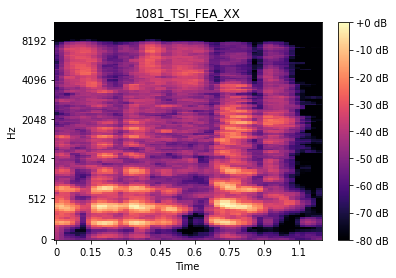 1081_TSI_FEA_XX
+0 dB
8192
-10 dB
4096
-20 dB
-30 dB
2048
Hz
-40 dB
1024
-50 dB
512
-60 dB
-70 dB
0
-80 dB
0 0.15 0.3 0.45 0.6 0.75 0.9 1.1
Time